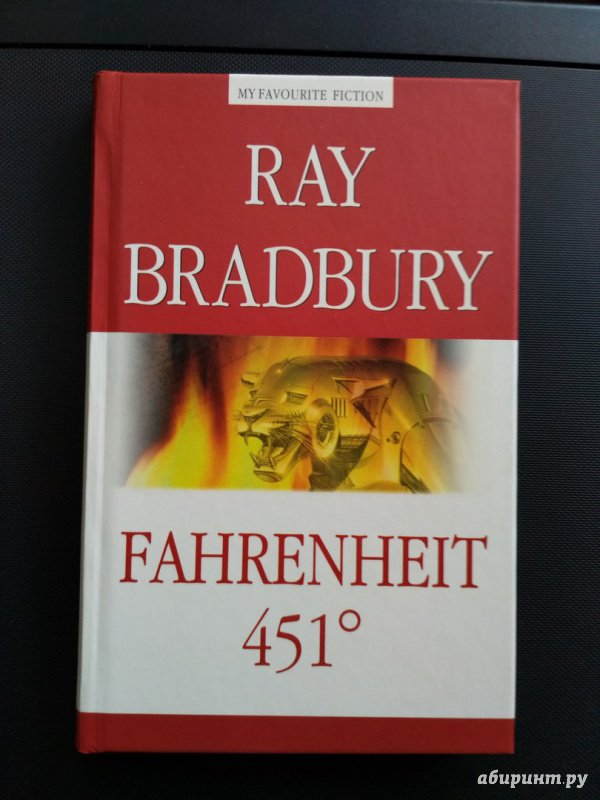 MY FAVOURITE FICTION
RAY
BRADBURY
FAHRENHEIT
451°
абиринт.ру